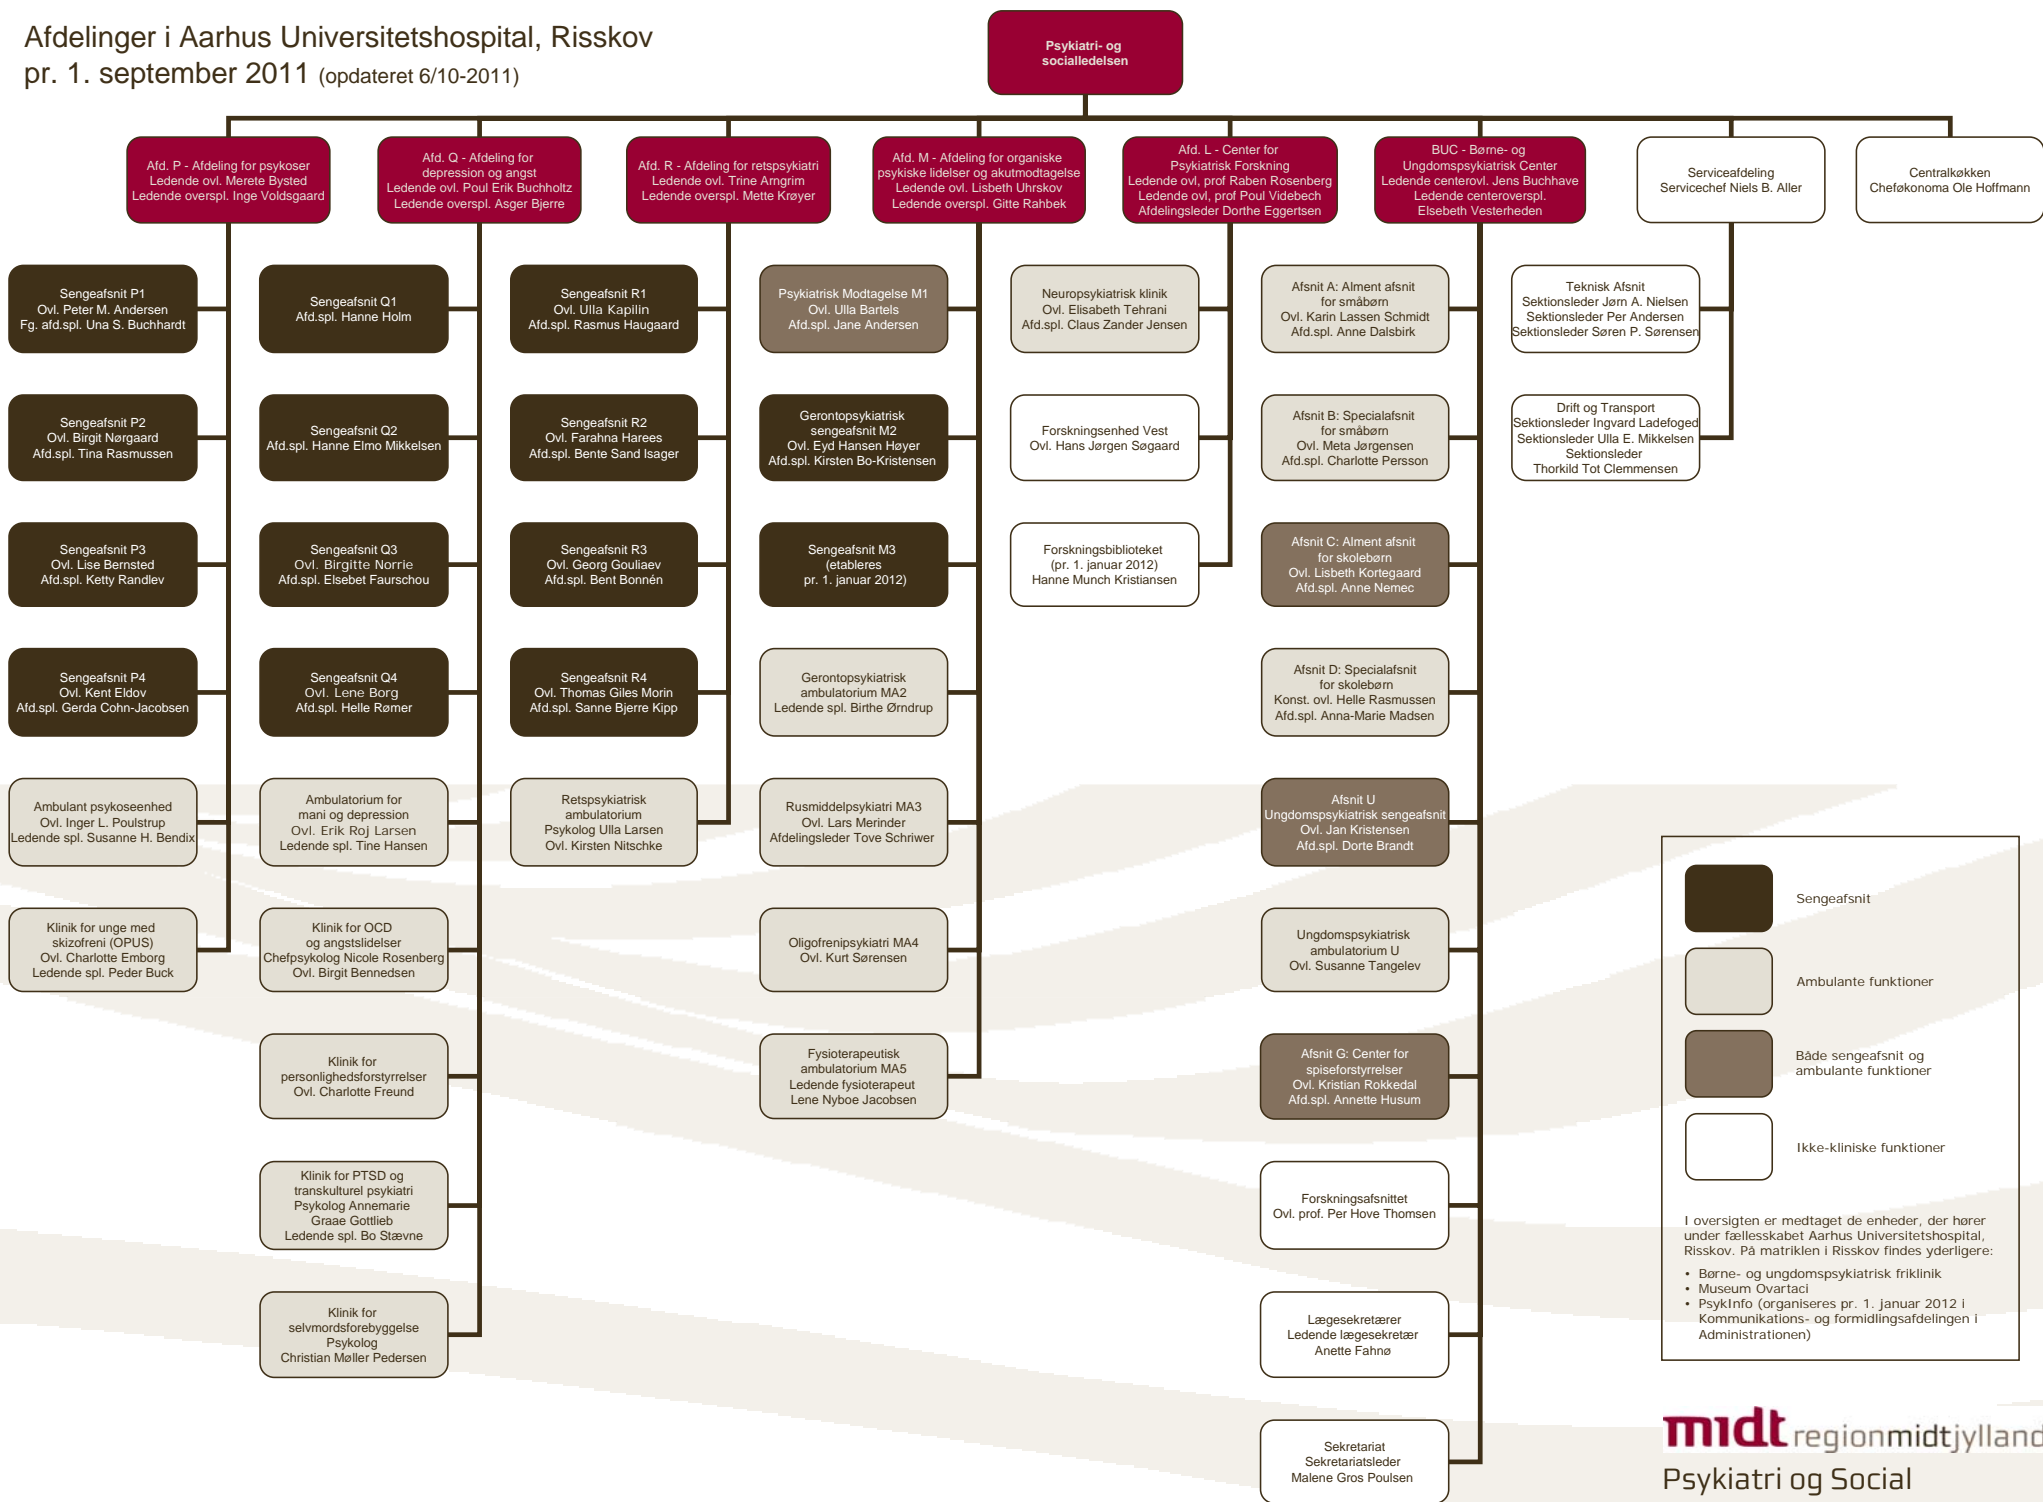 Afdelinger i Aarhus Universitetshospital, Risskov
pr. 1. september 2011 (opdateret 6/10-2011)
Psykiatri- og
socialledelsen
Afd. P - Afdeling for psykoser
Ledende ovl. Merete Bysted
Ledende overspl. Inge Voldsgaard
Afd. Q - Afdeling for
depression og angst
Ledende ovl. Poul Erik Buchholtz
Ledende overspl. Asger Bjerre
Afd. R - Afdeling for retspsykiatri
Ledende ovl. Trine Arngrim
Ledende overspl. Mette Krøyer
Afd. M - Afdeling for organiske
psykiske lidelser og akutmodtagelse
Ledende ovl. Lisbeth Uhrskov
Ledende overspl. Gitte Rahbek
Afd. L - Center for
Psykiatrisk Forskning
Ledende ovl, prof Raben Rosenberg
Ledende ovl, prof Poul Videbech
Afdelingsleder Dorthe Eggertsen
BUC - Børne- og
Ungdomspsykiatrisk Center
Ledende centerovl. Jens Buchhave
Ledende centeroverspl.
Elsebeth Vesterheden
Serviceafdeling
Servicechef Niels B. Aller
Centralkøkken
Cheføkonoma Ole Hoffmann
Sengeafsnit P1
Ovl. Peter M. Andersen
Fg. afd.spl. Una S. Buchhardt
Sengeafsnit Q1
Afd.spl. Hanne Holm
Sengeafsnit R1
Ovl. Ulla Kapilin
Afd.spl. Rasmus Haugaard
Psykiatrisk Modtagelse M1
Ovl. Ulla Bartels
Afd.spl. Jane Andersen
Neuropsykiatrisk klinik
Ovl. Elisabeth Tehrani
Afd.spl. Claus Zander Jensen
Afsnit A: Alment afsnit
for småbørn
Ovl. Karin Lassen Schmidt
Afd.spl. Anne Dalsbirk
Teknisk Afsnit
Sektionsleder Jørn A. Nielsen
Sektionsleder Per Andersen
Sektionsleder Søren P. Sørensen
Sengeafsnit P2
Ovl. Birgit Nørgaard
Afd.spl. Tina Rasmussen
Sengeafsnit Q2
Afd.spl. Hanne Elmo Mikkelsen
Sengeafsnit R2
Ovl. Farahna Harees
Afd.spl. Bente Sand Isager
Gerontopsykiatrisk
sengeafsnit M2
Ovl. Eyd Hansen Høyer
Afd.spl. Kirsten Bo-Kristensen
Forskningsenhed Vest
Ovl. Hans Jørgen Søgaard
Afsnit B: Specialafsnit
for småbørn
Ovl. Meta Jørgensen
Afd.spl. Charlotte Persson
Drift og Transport
Sektionsleder Ingvard Ladefoged
Sektionsleder Ulla E. Mikkelsen
Sektionsleder
Thorkild Tot Clemmensen
Sengeafsnit P3
Ovl. Lise Bernsted
Afd.spl. Ketty Randlev
Sengeafsnit Q3
Ovl. Birgitte Norrie
Afd.spl. Elsebet Faurschou
Sengeafsnit R3
Ovl. Georg Gouliaev
Afd.spl. Bent Bonnén
Sengeafsnit M3
(etableres
pr. 1. januar 2012)
Forskningsbiblioteket
(pr. 1. januar 2012)
Hanne Munch Kristiansen
Afsnit C: Alment afsnit
for skolebørn
Ovl. Lisbeth Kortegaard
Afd.spl. Anne Nemec
Sengeafsnit P4
Ovl. Kent Eldov
Afd.spl. Gerda Cohn-Jacobsen
Sengeafsnit Q4
Ovl. Lene Borg
Afd.spl. Helle Rømer
Sengeafsnit R4
Ovl. Thomas Giles Morin
Afd.spl. Sanne Bjerre Kipp
Gerontopsykiatrisk
ambulatorium MA2
Ledende spl. Birthe Ørndrup
Afsnit D: Specialafsnit
for skolebørn
Konst. ovl. Helle Rasmussen
Afd.spl. Anna-Marie Madsen
Ambulant psykoseenhed
Ovl. Inger L. Poulstrup
Ledende spl. Susanne H. Bendix
Ambulatorium for
mani og depression
Ovl. Erik Roj Larsen
Ledende spl. Tine Hansen
Retspsykiatrisk
ambulatorium
Psykolog Ulla Larsen
Ovl. Kirsten Nitschke
Rusmiddelpsykiatri MA3
Ovl. Lars Merinder
Afdelingsleder Tove Schriwer
Afsnit U
Ungdomspsykiatrisk sengeafsnit
Ovl. Jan Kristensen
Afd.spl. Dorte Brandt
Klinik for unge med
skizofreni (OPUS)
Ovl. Charlotte Emborg
Ledende spl. Peder Buck
Klinik for OCD
og angstslidelser
Chefpsykolog Nicole Rosenberg
Ovl. Birgit Bennedsen
Oligofrenipsykiatri MA4
Ovl. Kurt Sørensen
Ungdomspsykiatrisk
ambulatorium U
Ovl. Susanne Tangelev
Klinik for
personlighedsforstyrrelser
Ovl. Charlotte Freund
Fysioterapeutisk
ambulatorium MA5
Ledende fysioterapeut
Lene Nyboe Jacobsen
Afsnit G: Center for
spiseforstyrrelser
Ovl. Kristian Rokkedal
Afd.spl. Annette Husum
Klinik for PTSD og
transkulturel psykiatri
Psykolog Annemarie
Graae Gottlieb
Ledende spl. Bo Stævne
Forskningsafsnittet
Ovl. prof. Per Hove Thomsen
Klinik for
selvmordsforebyggelse
Psykolog
Christian Møller Pedersen
Lægesekretærer
Ledende lægesekretær
Anette Fahnø
Sekretariat
Sekretariatsleder
Malene Gros Poulsen
Sengeafsnit
Ambulante funktioner
Både sengeafsnit og
ambulante funktioner
Ikke-kliniske funktioner
I oversigten er medtaget de enheder, der hører
under fællesskabet Aarhus Universitetshospital,
Risskov. På matriklen i Risskov findes yderligere:
• Børne- og ungdomspsykiatrisk friklinik
• Museum Ovartaci
• PsykInfo (organiseres pr. 1. januar 2012 i
Kommunikations- og formidlingsafdelingen i
Administrationen)
midt regionmidtjylland
Psykiatri og Social